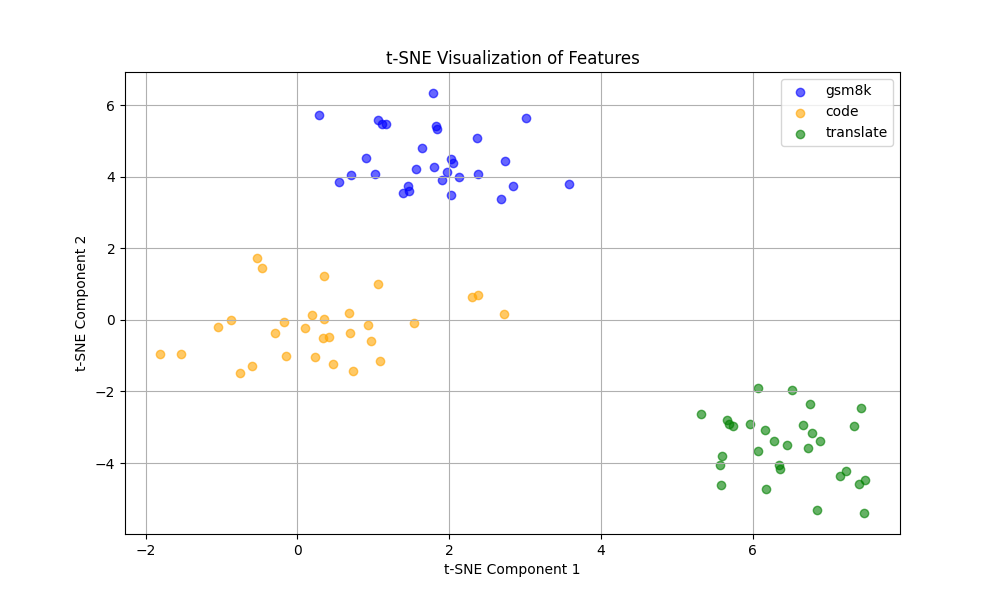 t-SNE Visualization of Features
gsm8k
code
translate
6
4
2
0
−2
−4
t-SNE Component 2
−2 0 2 4 6
t-SNE Component 1